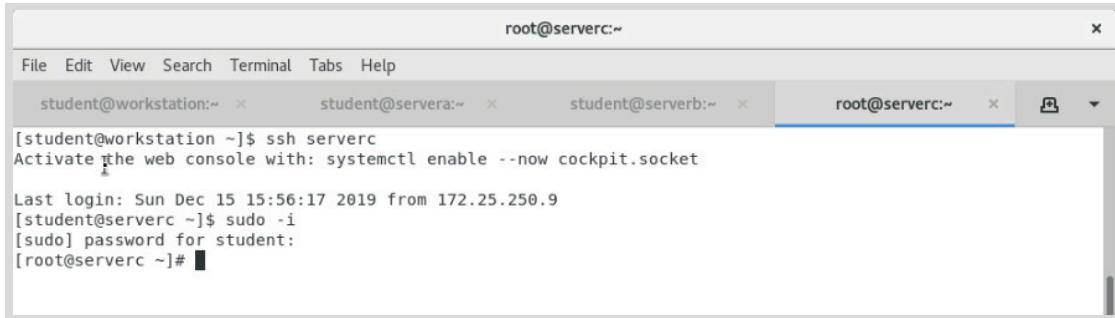 root@serverc:~
File Edit View Search Terminal Tabs Help
student@workstation:~ student@servera:~ student@serverb:~ root@serverc:~
[student@workstation ~]$ ssh serverc
Activate the web console with: systemctl enable --now cockpit.socket
Last login: Sun Dec 15 15:56:17 2019 from 172.25.250.9
[student@serverc ~]$ sudo -i
[sudo] password for student:
[root@serverc ~]#